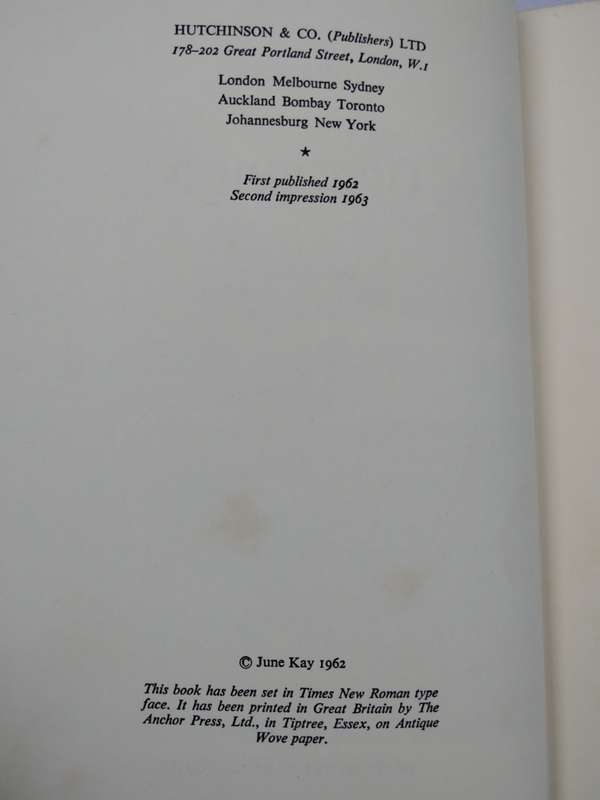 HUTCHINSON & CO. (Publishers) LTD
178–202 Great Portland Street, London, W.1
London Melbourne Sydney
Auckland Bombay Toronto
Johannesburg New York
★
First published 1962
Second impression 1963
© June Kay 1962
This book has been set in Times New Roman type
face. It has been printed in Great Britain by The
Anchor Press, Ltd., in Tiptree, Essex, on Antique
Wove paper.